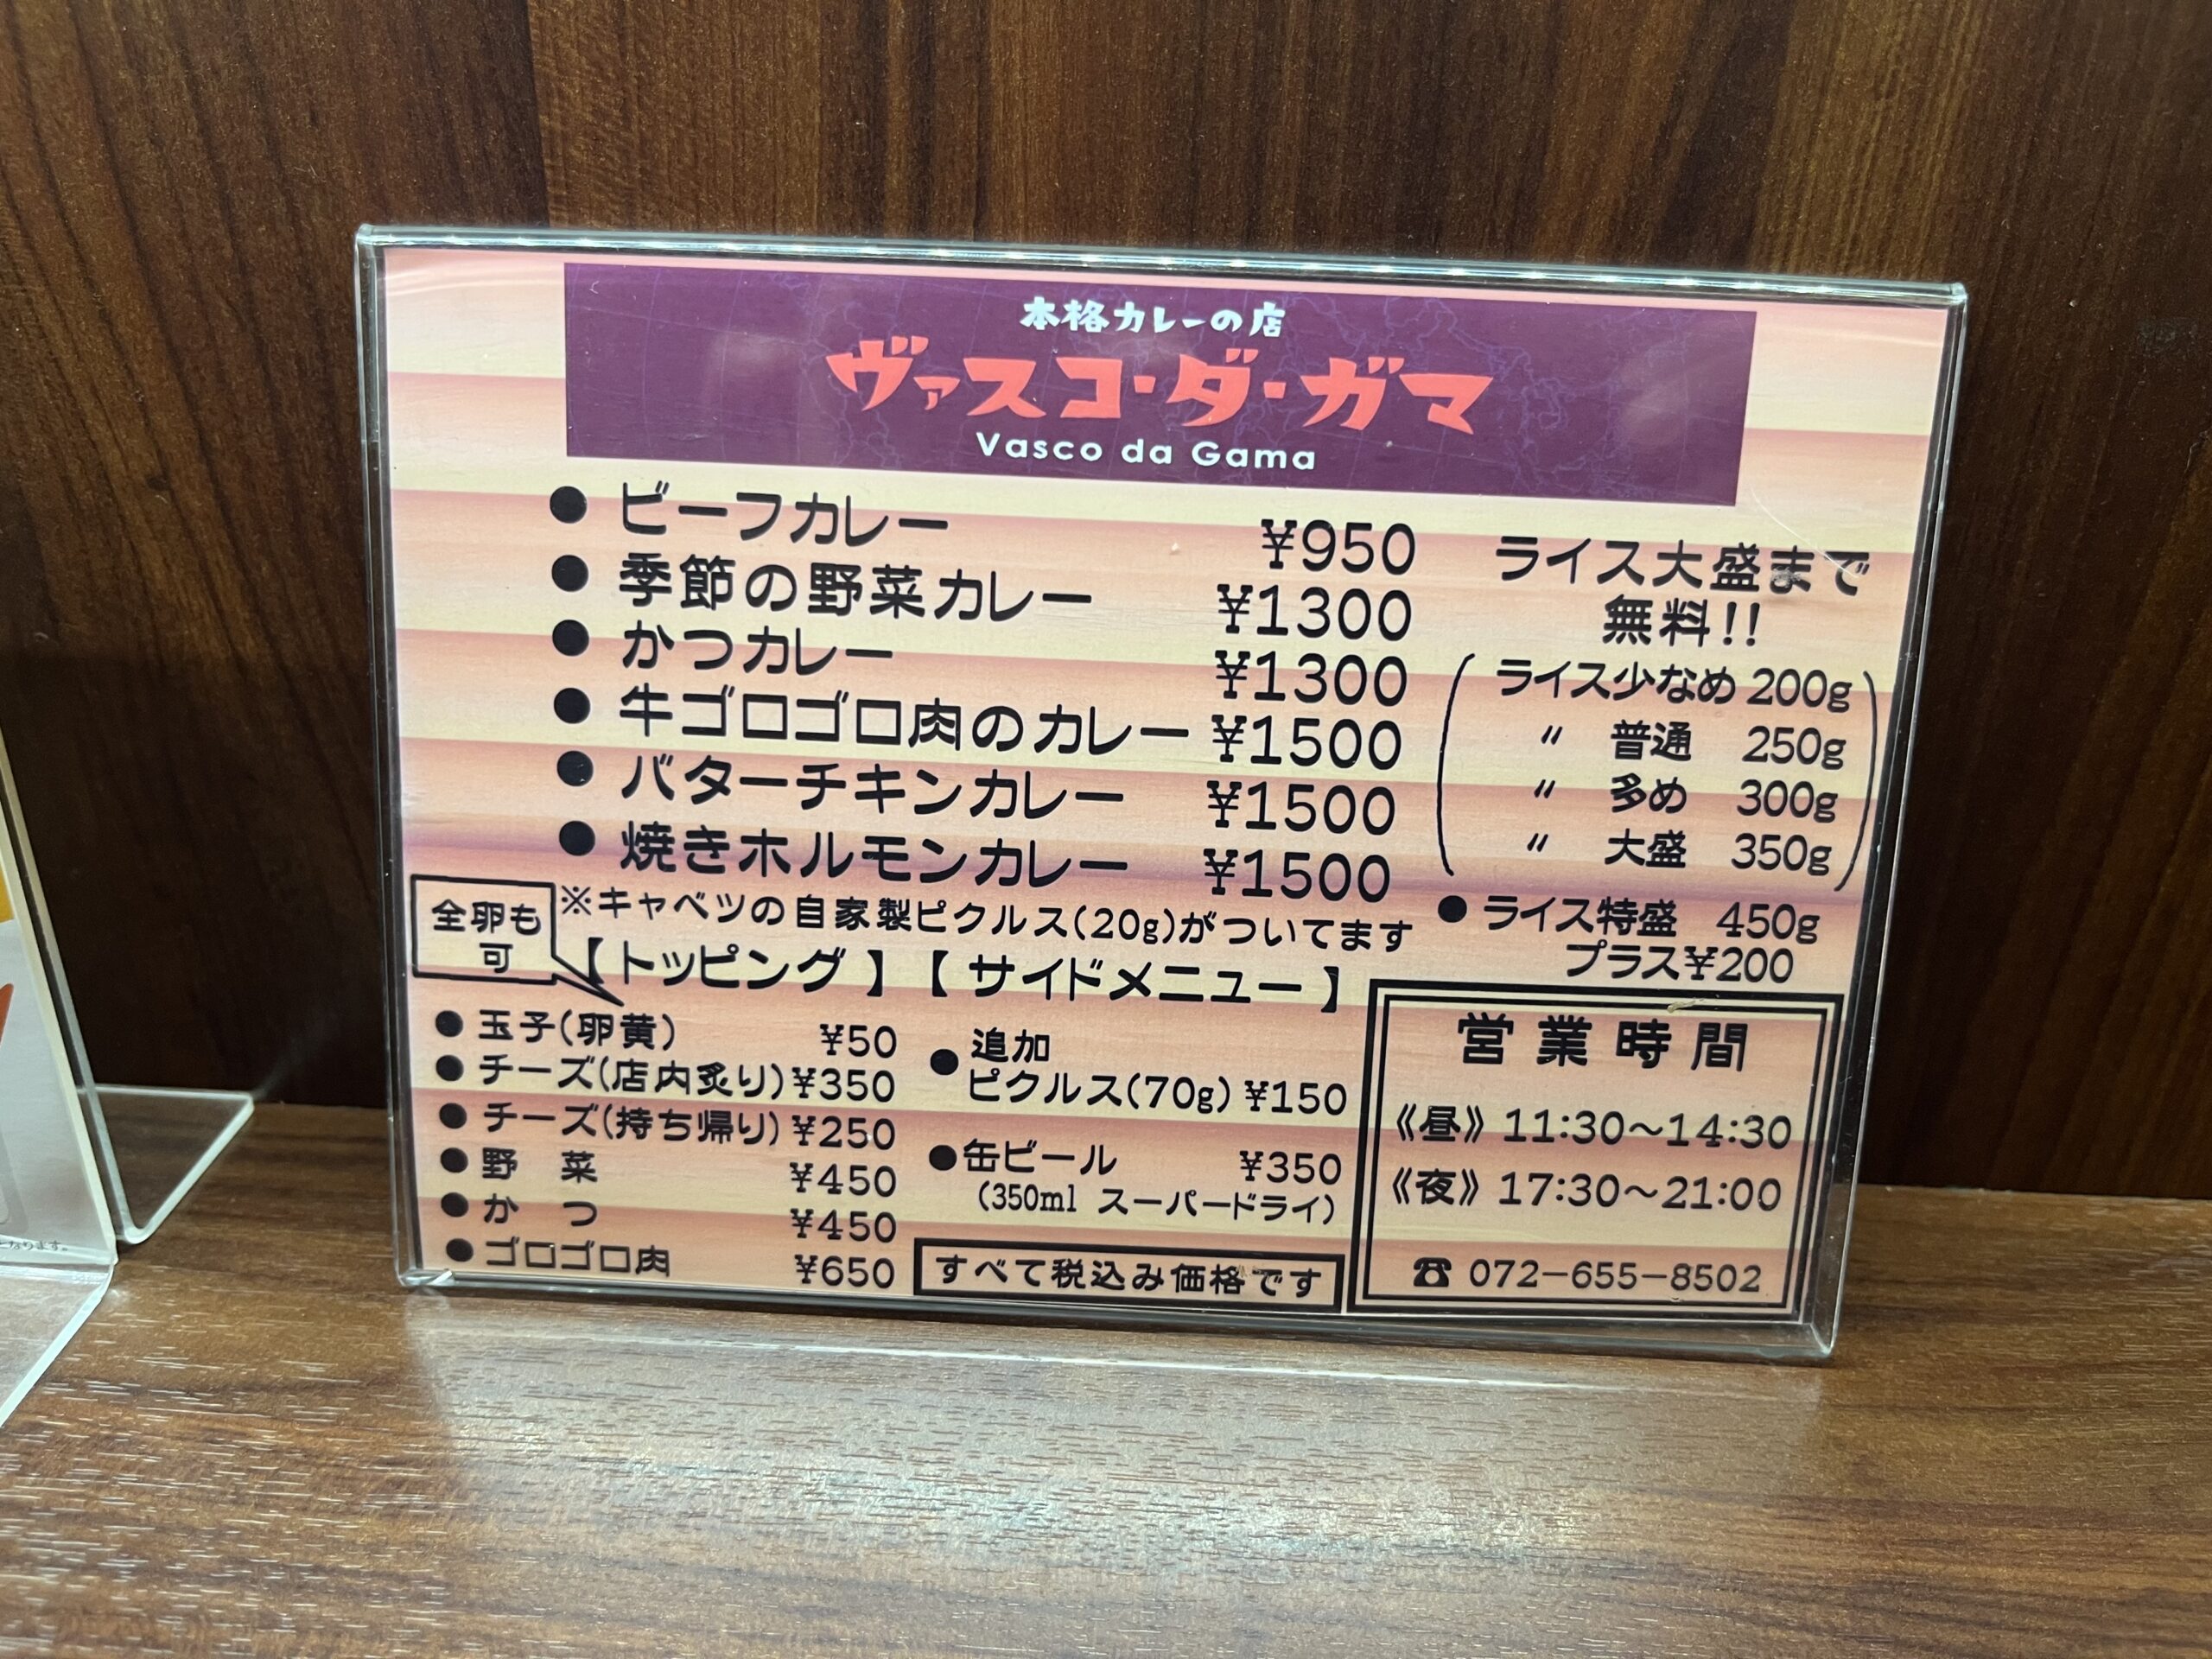 本格カレーの店
ヴァスコ・ダ・ガマ
Vasco da Gama
● ビーフカレー ¥950
● 季節の野菜カレー ¥1300
● かつカレー ¥1300
● 牛ゴロゴロ肉のカレー ¥1500
● バターチキンカレー ¥1500
● 焼きホルモンカレー ¥1500
※キャベツの自家製ピクルス(20g)がついてます
ライス大盛まで
無料!!
ライス少なめ 200g
〃 普通 250g
〃 多め 300g
〃 大盛 350g
● ライス特盛 450g
プラス¥200
全卵も
可
【トッピング】
● 玉子(卵黄) ¥50
● チーズ(店内炙り) ¥350
● チーズ(持ち帰り) ¥250
● 野 菜 ¥450
● か つ ¥450
● ゴロゴロ肉 ¥650
【サイドメニュー】
● 追加
ピクルス(70g) ¥150
● 缶ビール ¥350
(350ml スーパードライ)
すべて税込み価格です
営業時間
《昼》 11:30〜14:30
《夜》 17:30〜21:00
☎ 072-655-8502
となります。